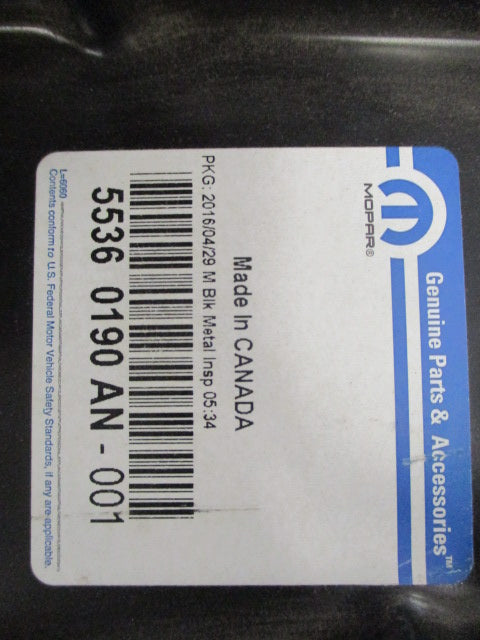 Genuine Parts & Accessories™
MOPAR®
Made In CANADA
PKG: 2016/04/29 M Blk Metal Insp 05:34
5536 0190 AN - 001
L=6060
Contents conform to U.S. Federal Motor Vehicle Safety Standards, if any are applicable.